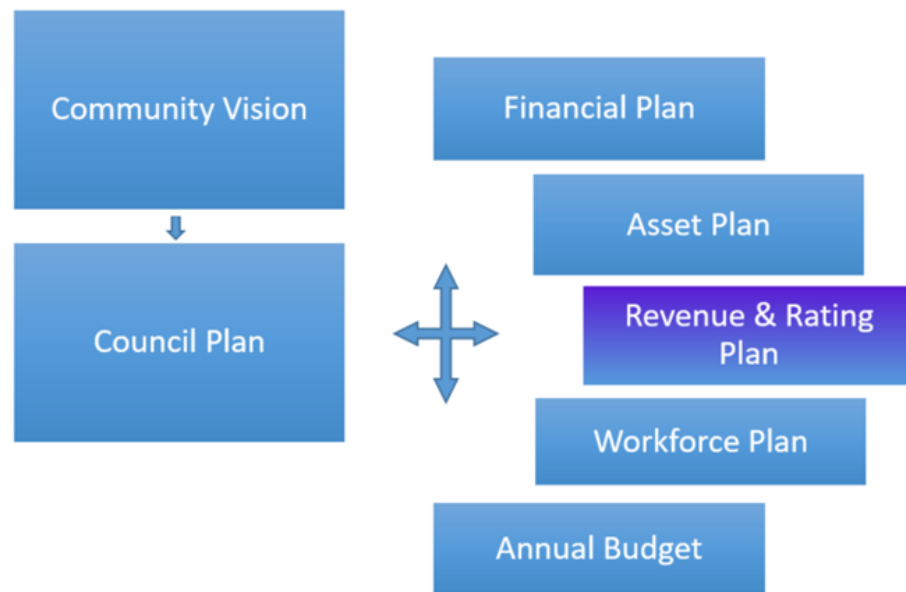 Community Vision
Council Plan
Financial Plan
Asset Plan
Revenue & Rating
Plan
Workforce Plan
Annual Budget